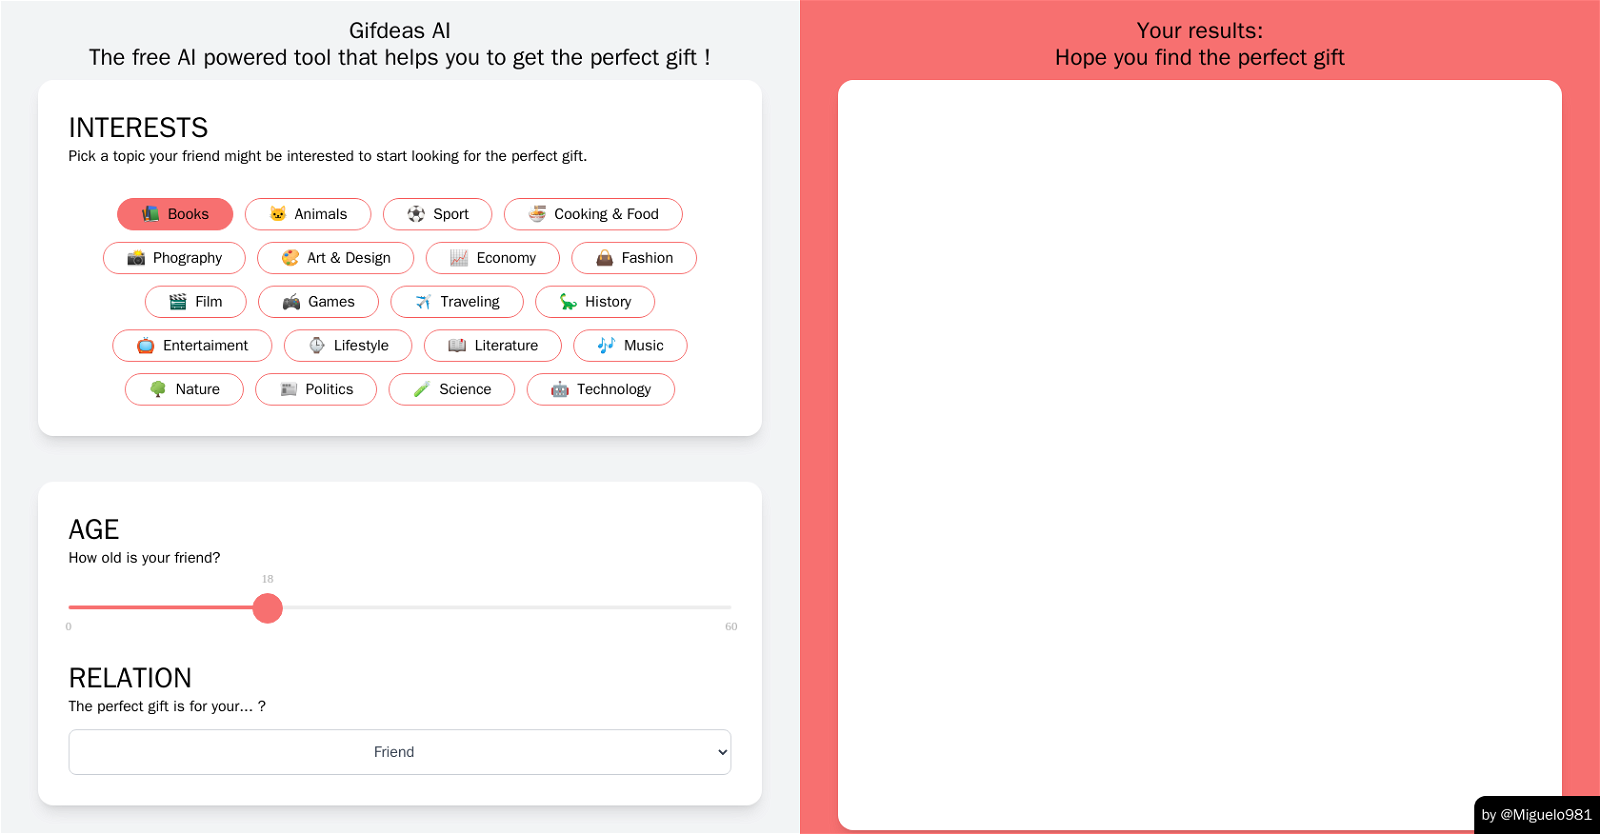 Gifdeas AI
The free AI powered tool that helps you to get the perfect gift !
INTERESTS
Pick a topic your friend might be interested to start looking for the perfect gift.
Books Animals Sport Cooking & Food
Phography Art & Design Economy Fashion
Film Games Traveling History
Entertaiment Lifestyle Literature Music
Nature Politics Science Technology
AGE
How old is your friend?
18
0 60
RELATION
The perfect gift is for your... ?
Friend
Your results:
Hope you find the perfect gift
by @Miguelo981